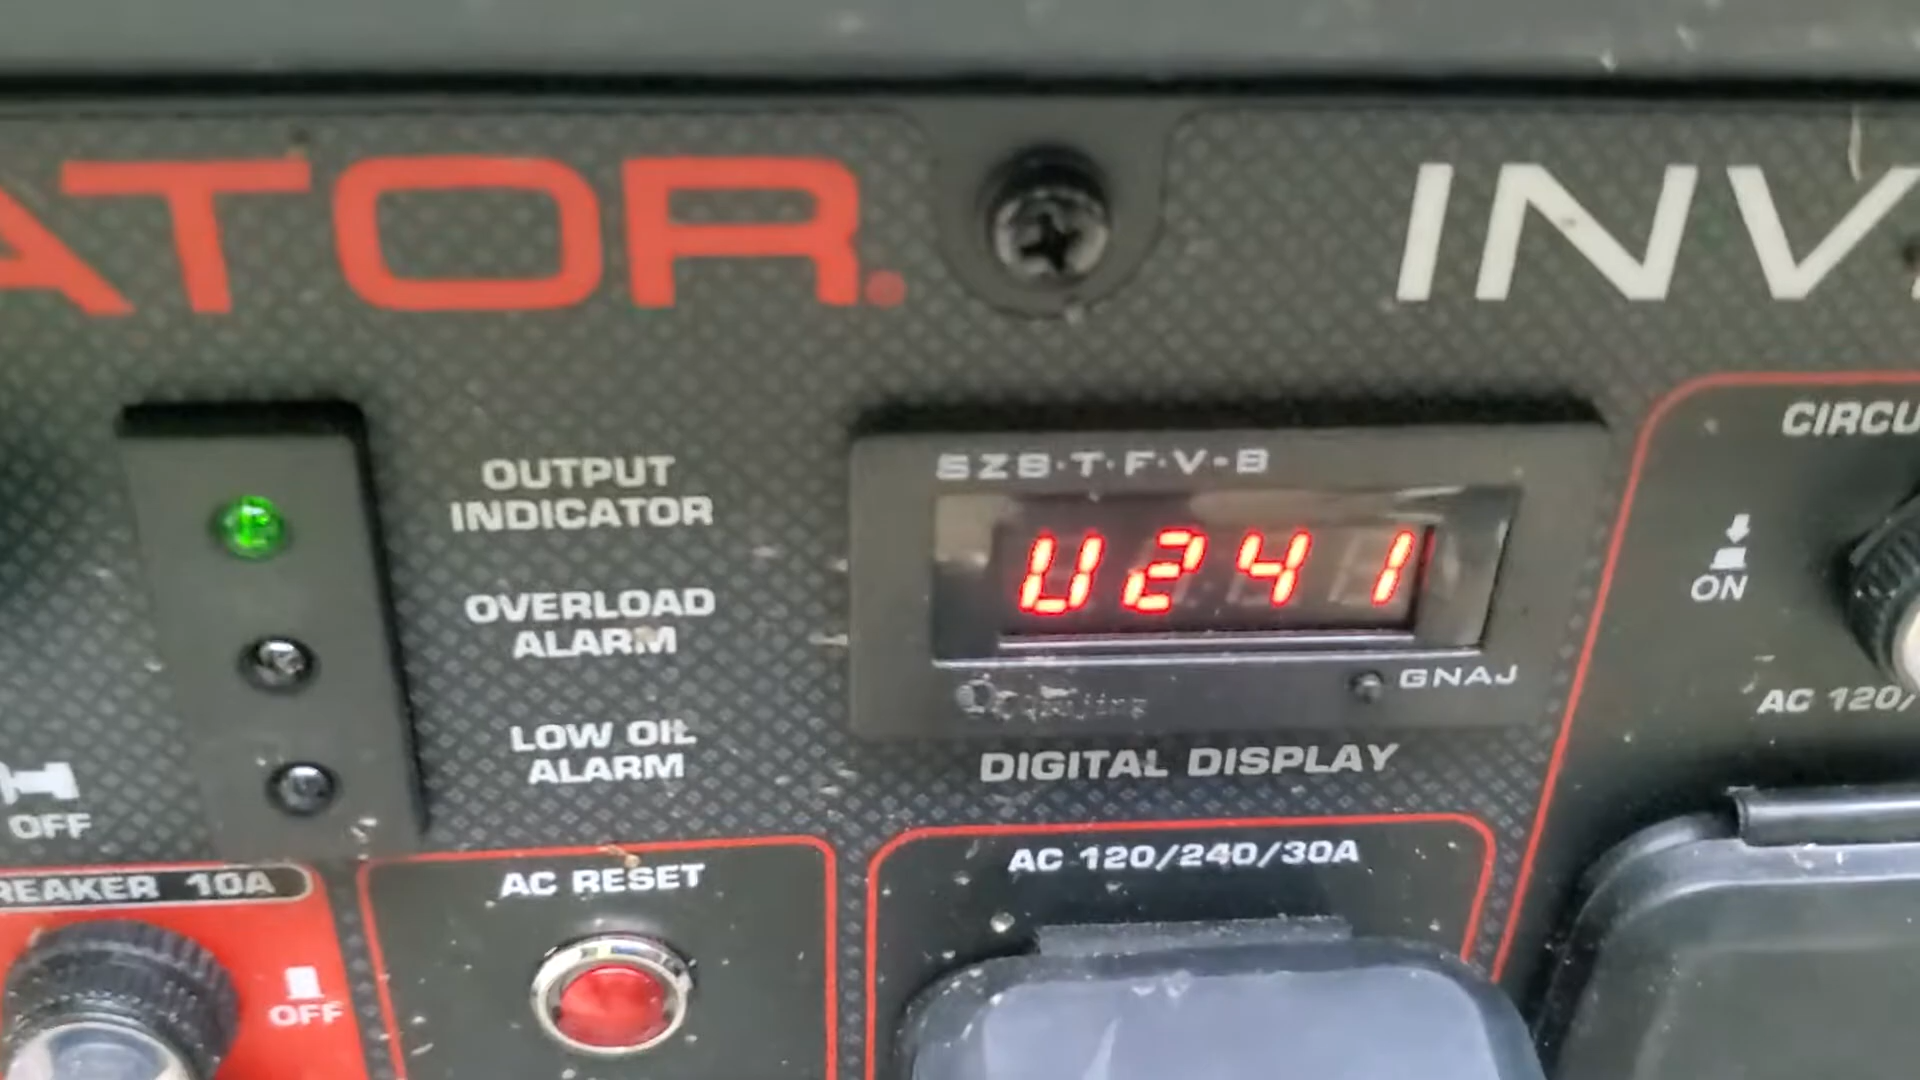 ATOR.
INV
SZB·T·F·V-B
U241
GNAJ
DIGITAL DISPLAY
OUTPUT
INDICATOR
OVERLOAD
ALARM
LOW OIL
ALARM
OFF
REAKER 10A
OFF
AC RESET
AC 120/240/30A
CIRCU
ON
AC 120/